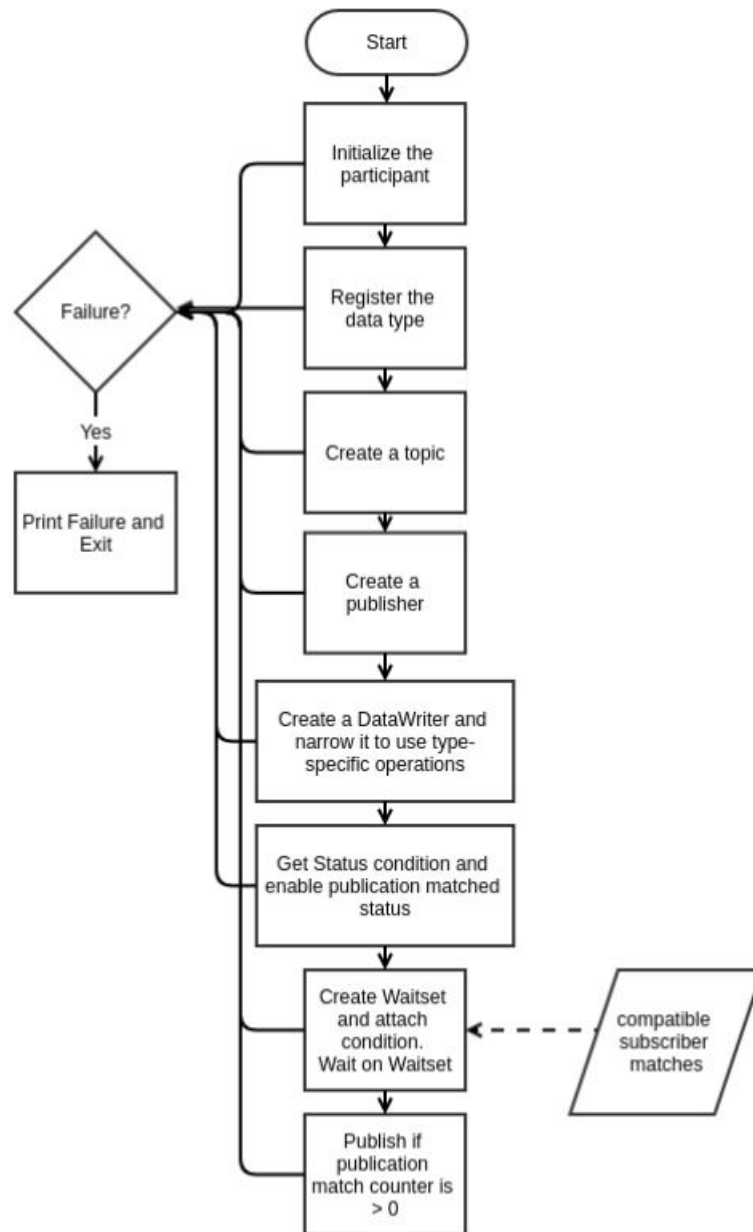 Start
Initialize the
participant
Register the
data type
Failure?
Yes
Print Failure and
Exit
Create a topic
Create a
publisher
Create a DataWriter and
narrow it to use type-
specific operations
Get Status condition and
enable publication matched
status
Create Waitset
and attach
condition.
Wait on Waitset
compatible
subscriber
matches
Publish if
publication
match counter is
> 0